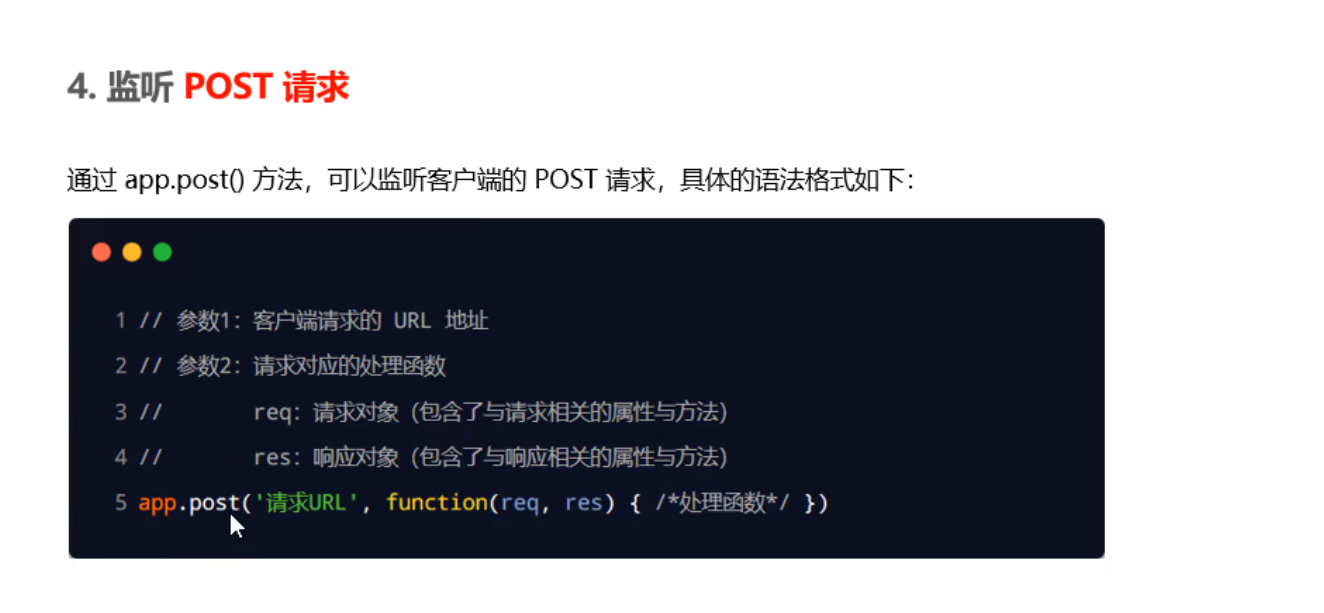 4. 监听 POST 请求
通过 app.post() 方法，可以监听客户端的 POST 请求，具体的语法格式如下：
1 // 参数1：客户端请求的 URL 地址
2 // 参数2：请求对应的处理函数
3 //       req：请求对象（包含了与请求相关的属性与方法）
4 //       res：响应对象（包含了与响应相关的属性与方法）
5 app.post('请求URL', function(req, res) { /*处理函数*/ })